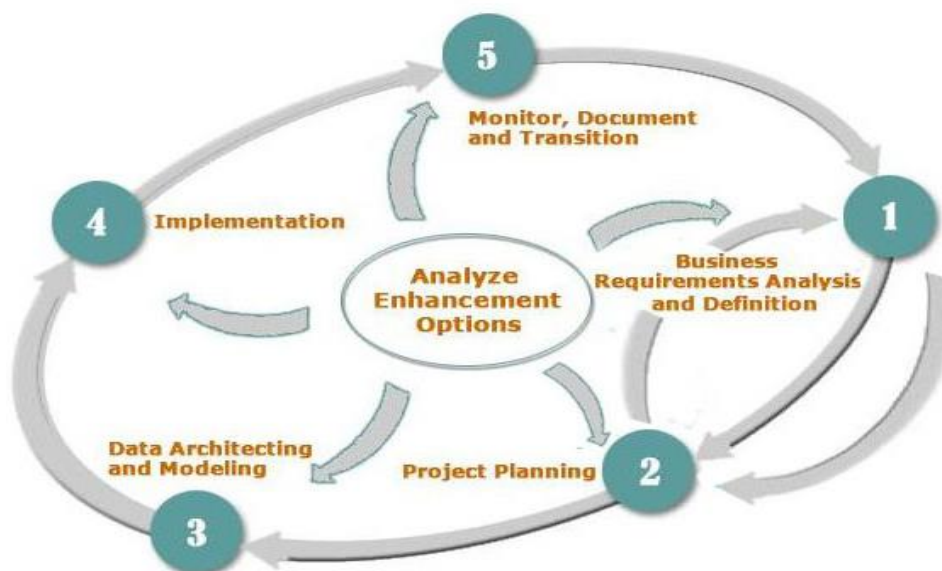 5
Monitor, Document
and Transition
1
Business
Requirements Analysis
and Definition
4
Implementation
Analyze
Enhancement
Options
2
Project Planning
3
Data Architecting
and Modeling